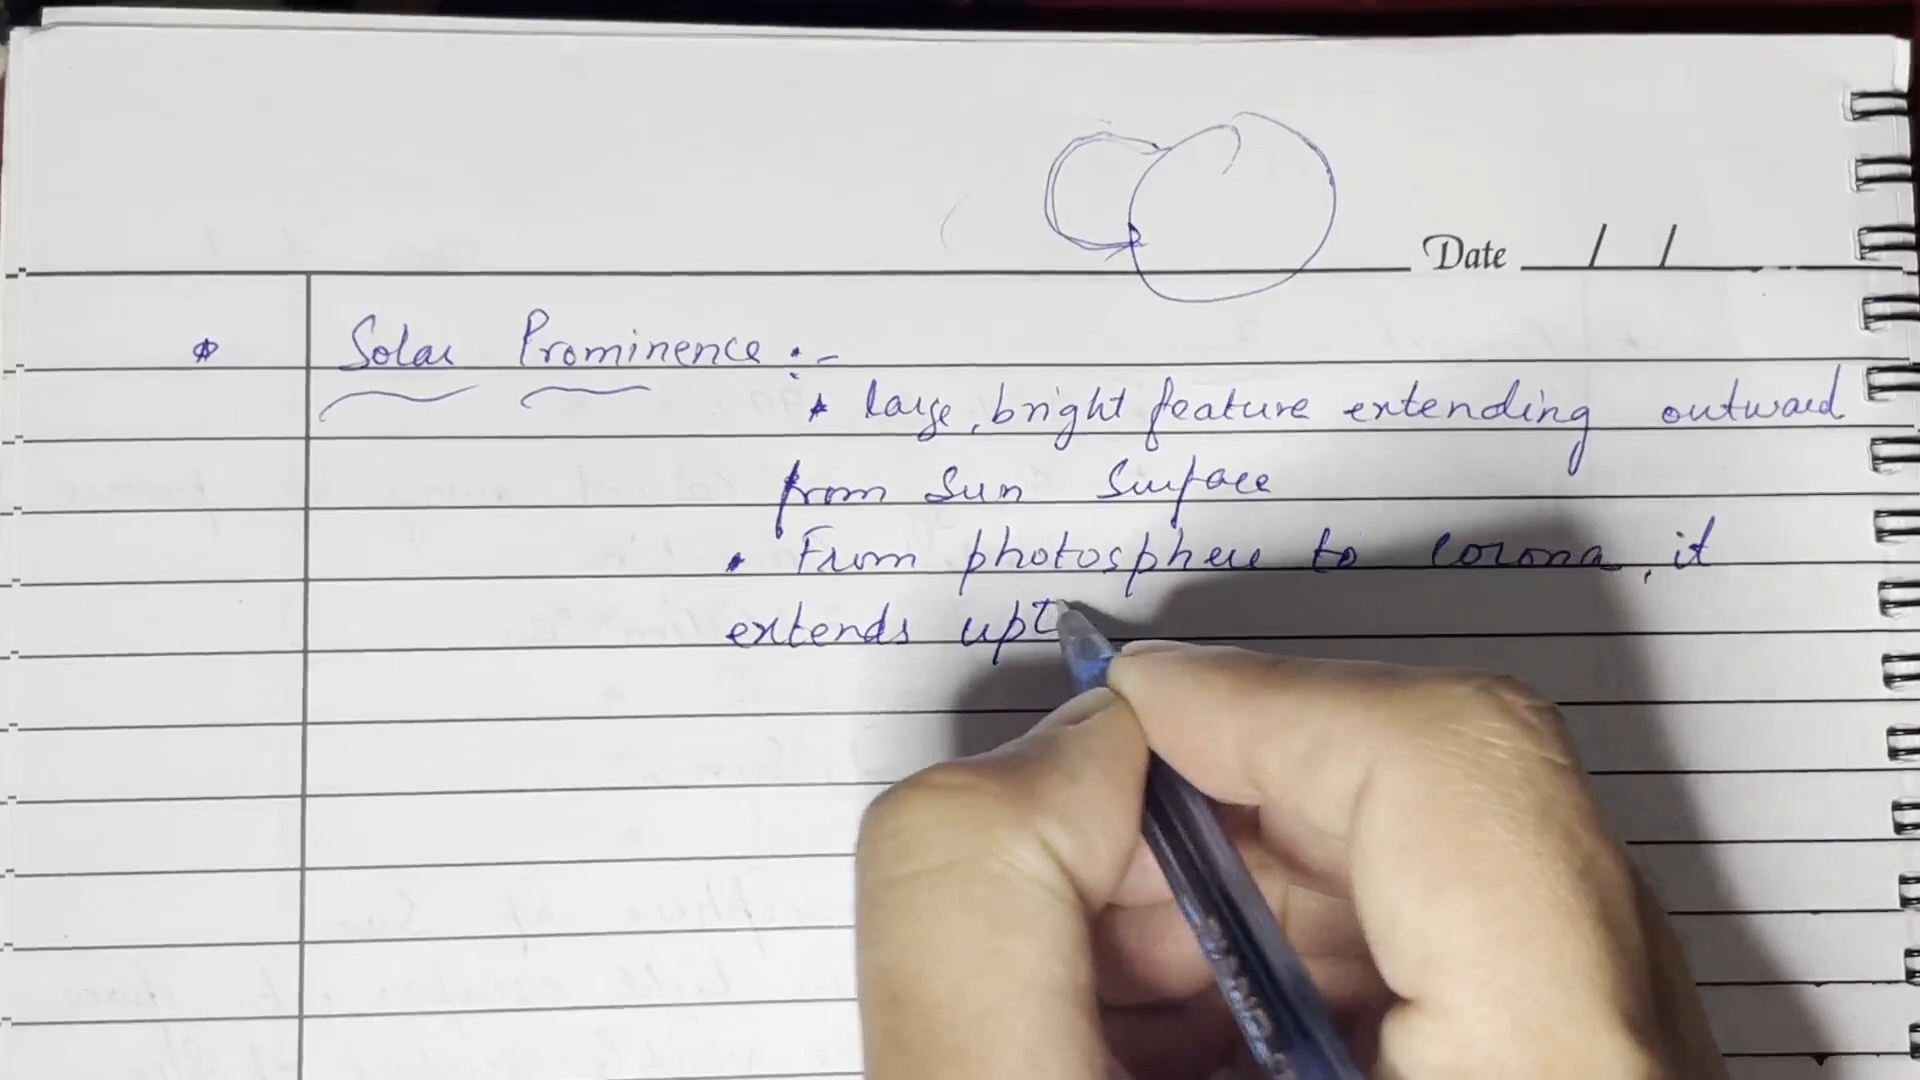 Date / /
* Solar Prominence :-
* large, bright feature extending outward
from Sun Surface
• From photosphere to corona, it
extends upt